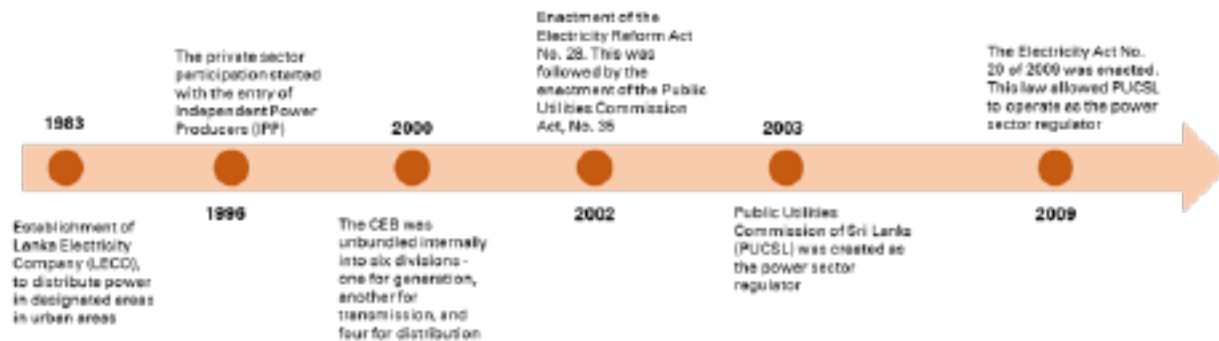 1983
Establishment of
Lanka Electricity
Company (LECO),
to distribute power
in designated areas
in urban areas
The private sector
participation started
with the entry of
Independent Power
Producers (IPP)
1996
2000
The CEB was
unbundled internally
into six divisions -
one for generation,
another for
transmission, and
four for distribution
Enactment of the
Electricity Reform Act
No. 28. This was
followed by the
enactment of the Public
Utilities Commission
Act, No. 35
2002
2003
Public Utilities
Commission of Sri Lanka
(PUCSL) was created as
the power sector
regulator
The Electricity Act No.
20 of 2009 was enacted.
This law allowed PUCSL
to operate as the power
sector regulator
2009